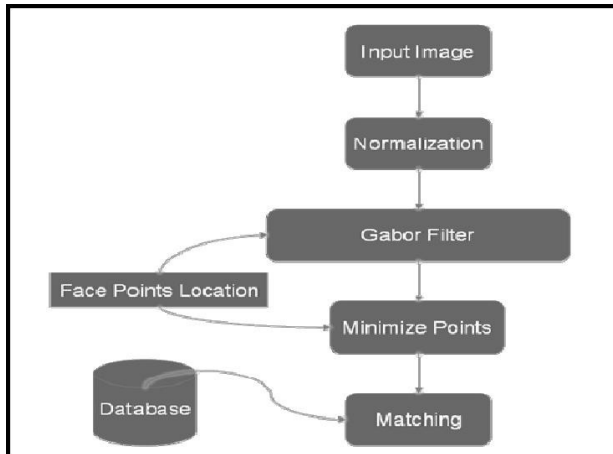 Input Image
Normalization
Gabor Filter
Face Points Location
Minimize Points
Database
Matching